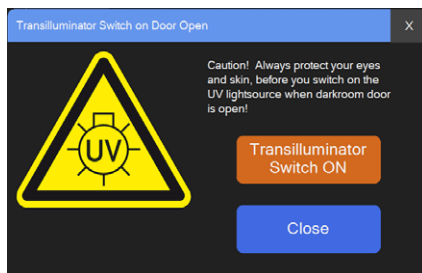 Transilluminator Switch on Door Open
X
Caution! Always protect your eyes
and skin, before you switch on the
UV lightsource when darkroom door
is open!
UV
Transilluminator
Switch ON
Close